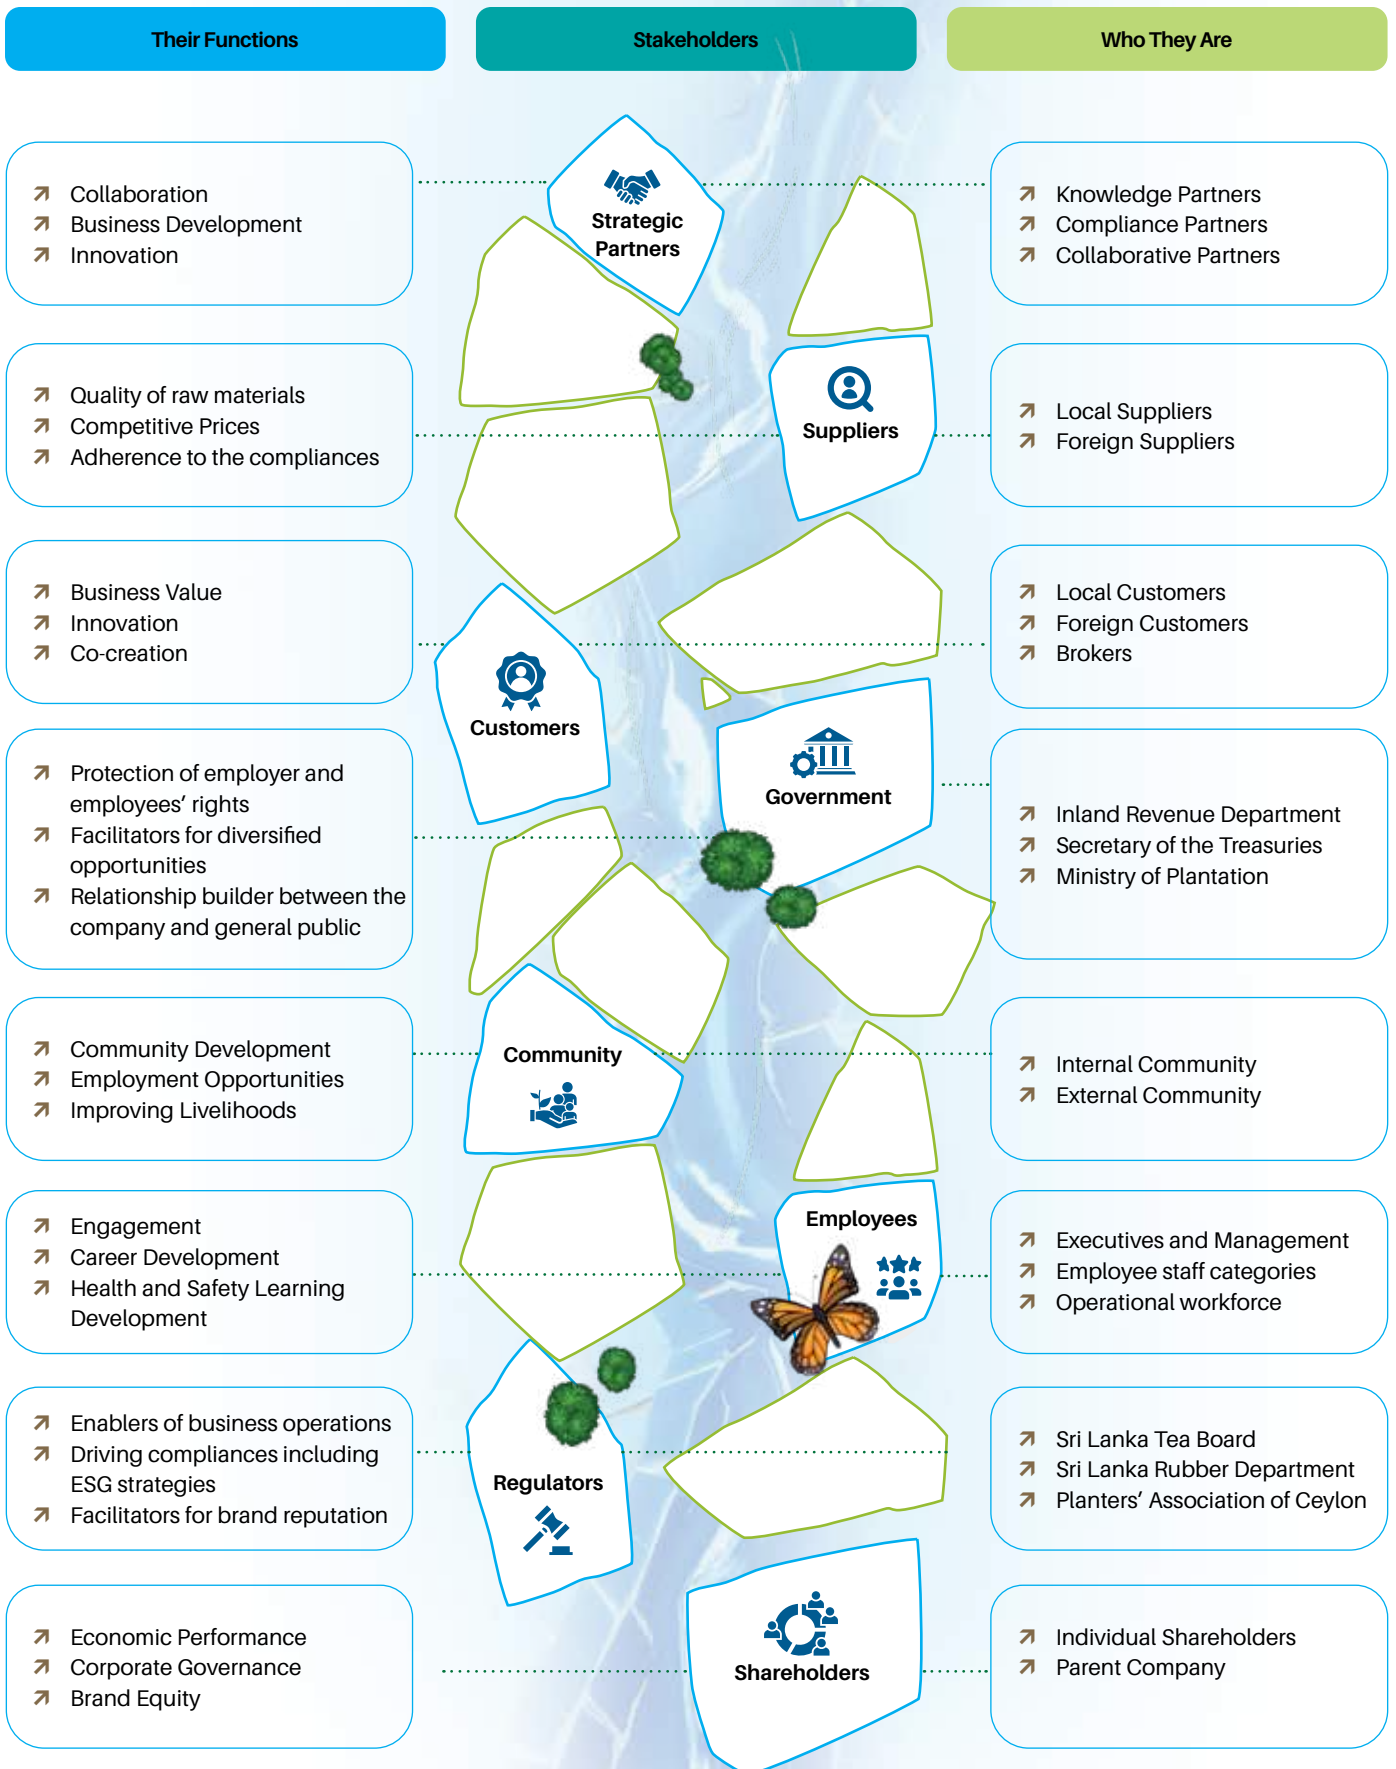 Their Functions
Stakeholders
Who They Are
Collaboration
Business Development
Innovation
Strategic
Partners
Knowledge Partners
Compliance Partners
Collaborative Partners
Quality of raw materials
Competitive Prices
Adherence to the compliances
Suppliers
Local Suppliers
Foreign Suppliers
Business Value
Innovation
Co-creation
Customers
Local Customers
Foreign Customers
Brokers
Protection of employer and
employees’ rights
Facilitators for diversified
opportunities
Relationship builder between the
company and general public
Government
Inland Revenue Department
Secretary of the Treasuries
Ministry of Plantation
Community Development
Employment Opportunities
Improving Livelihoods
Community
Internal Community
External Community
Engagement
Career Development
Health and Safety Learning
Development
Employees
Executives and Management
Employee staff categories
Operational workforce
Enablers of business operations
Driving compliances including
ESG strategies
Facilitators for brand reputation
Regulators
Sri Lanka Tea Board
Sri Lanka Rubber Department
Planters’ Association of Ceylon
Economic Performance
Corporate Governance
Brand Equity
Shareholders
Individual Shareholders
Parent Company